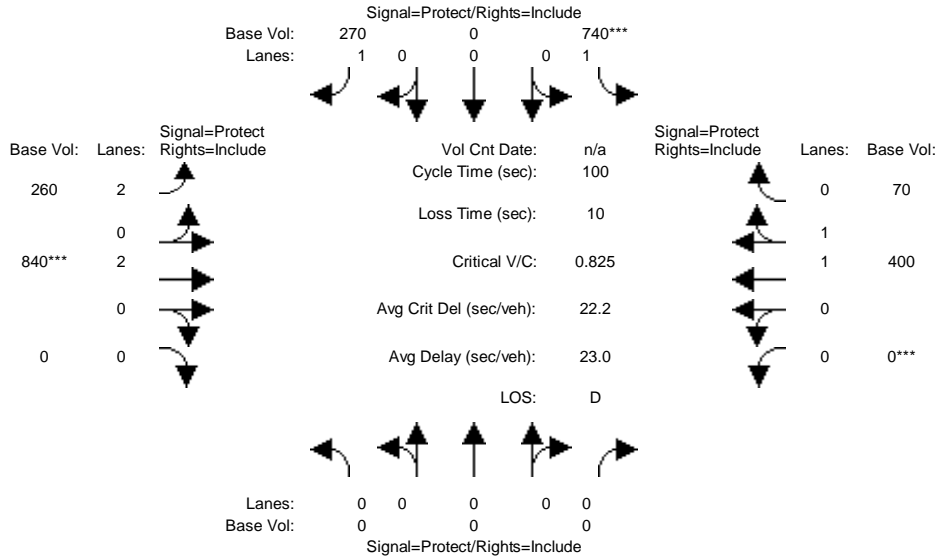 Signal=Protect/Rights=Include
Base Vol: 270 0 740***
Lanes: 1 0 0 0 1
Signal=Protect
Rights=Include
Base Vol: Lanes:
Vol Cnt Date: n/a
Signal=Protect
Rights=Include
Lanes: Base Vol:
Cycle Time (sec): 100
260 2
0 70
Loss Time (sec): 10
0
1
840*** 2
Critical V/C: 0.825
1 400
0
Avg Crit Del (sec/veh): 22.2
0
0 0
Avg Delay (sec/veh): 23.0
0 0***
LOS: D
Lanes: 0 0 0 0 0
Base Vol: 0 0 0
Signal=Protect/Rights=Include